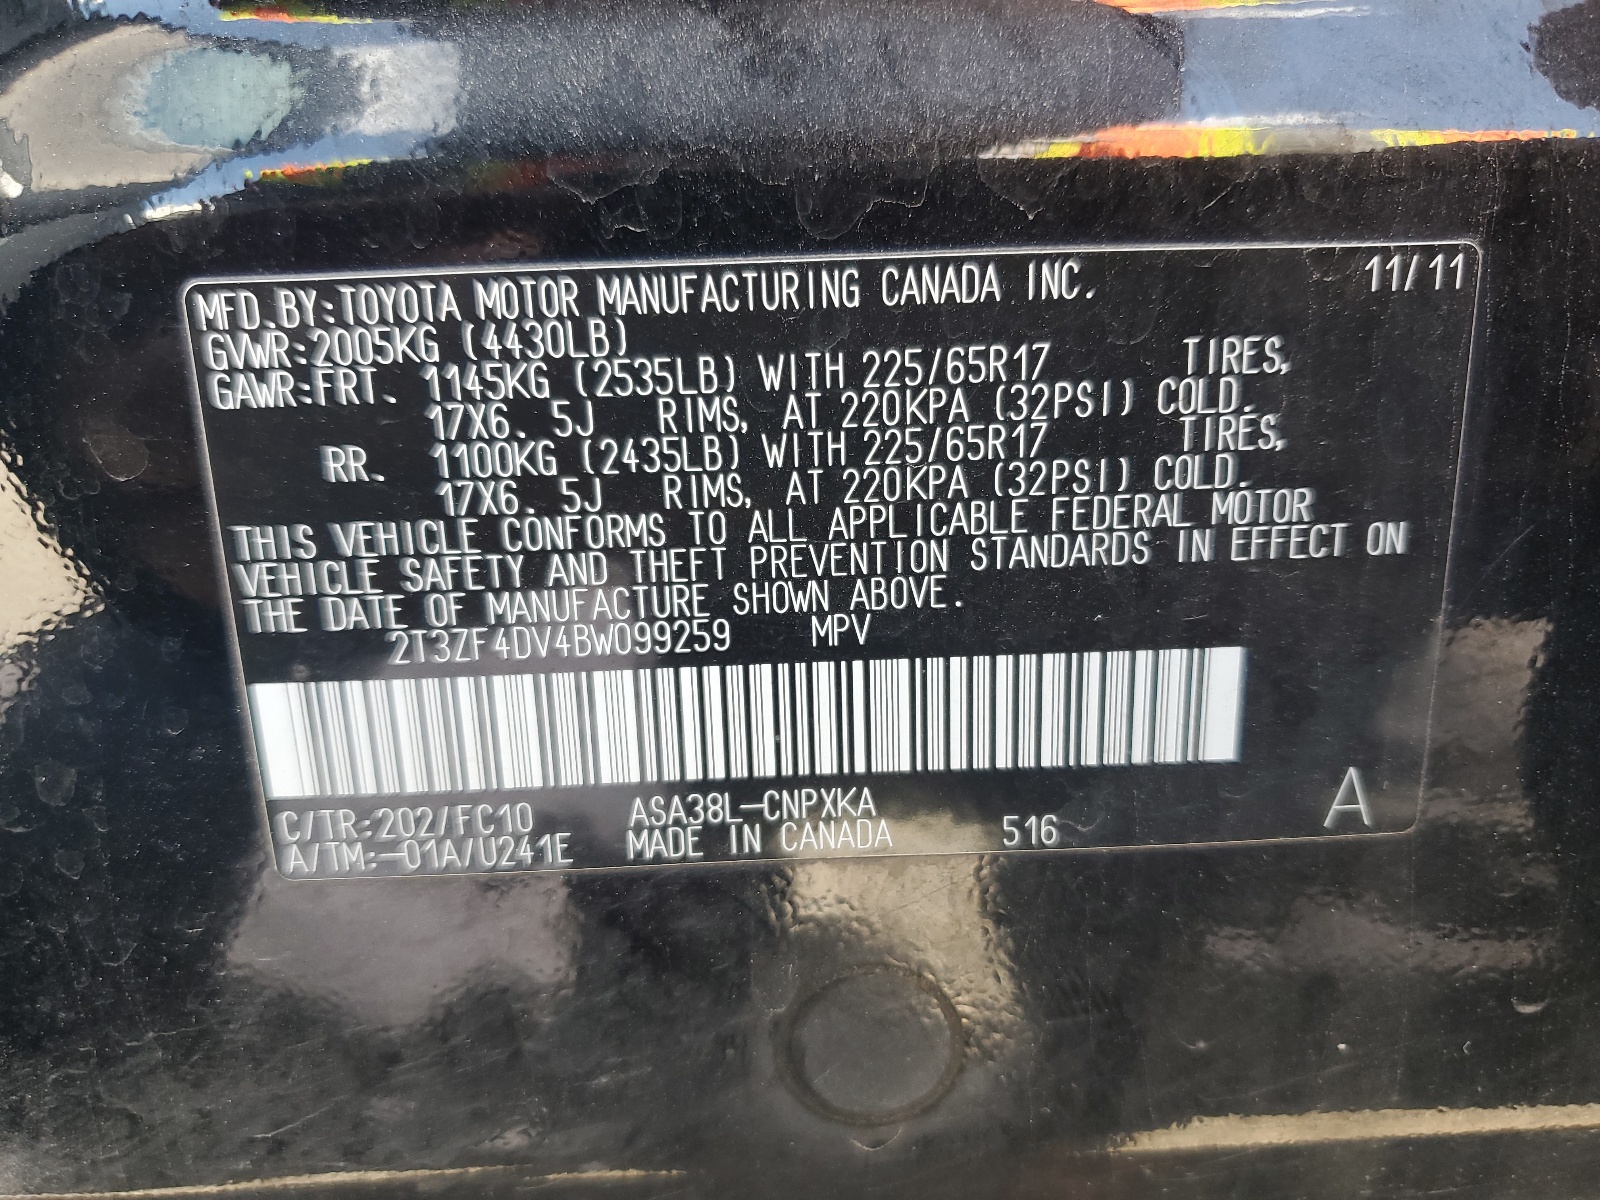 MFD. BY: TOYOTA MOTOR MANUFACTURING CANADA INC. 11/11
GVWR: 2005KG (4430LB)
GAWR: FRT. 1145KG (2535LB) WITH 225/65R17 TIRES,
17X6. 5J RIMS, AT 220KPA (32PSI) COLD.
RR. 1100KG (2435LB) WITH 225/65R17 TIRES,
17X6. 5J RIMS, AT 220KPA (32PSI) COLD.
THIS VEHICLE CONFORMS TO ALL APPLICABLE FEDERAL MOTOR
VEHICLE SAFETY AND THEFT PREVENTION STANDARDS IN EFFECT ON
THE DATE OF MANUFACTURE SHOWN ABOVE.
2T3ZF4DV4BW099259 MPV
C/TR: 202/FC10 ASA38L-CNPXKA A
A/TM:-01A/U241E MADE IN CANADA 516